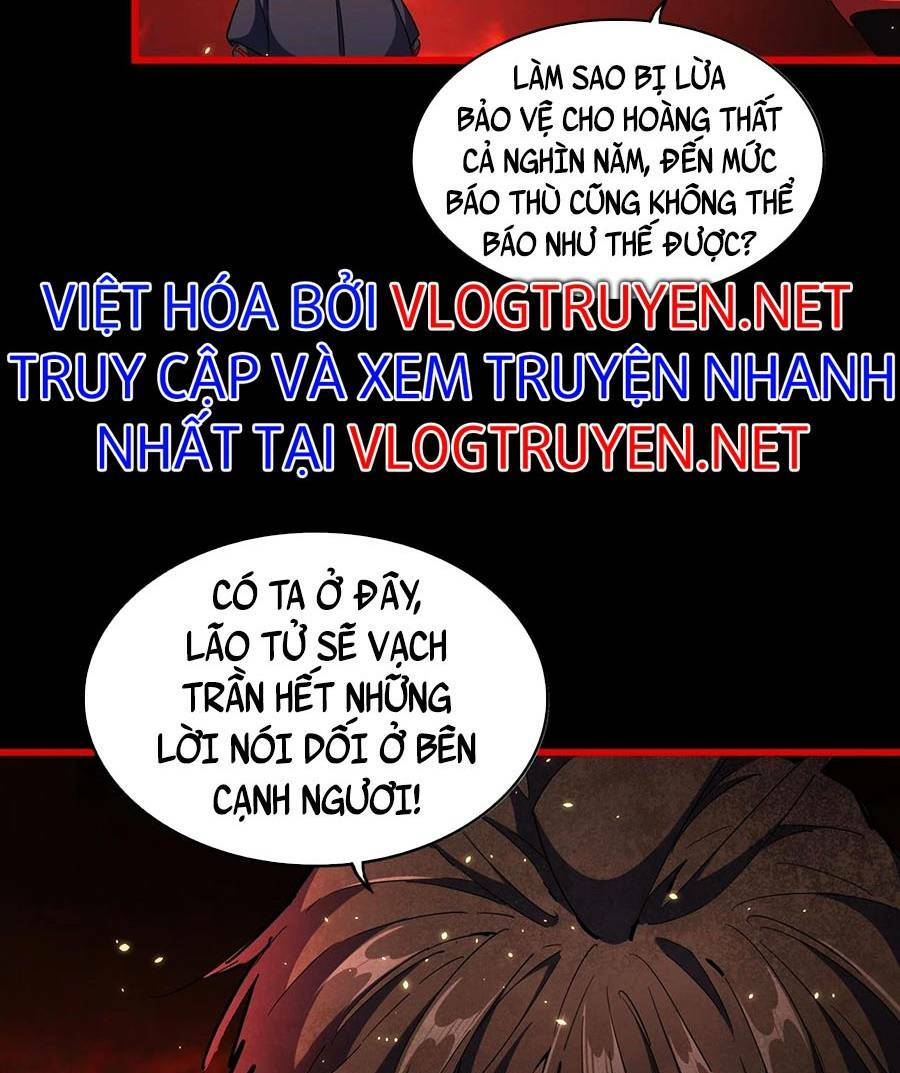 LÀM SAO BỊ LỪA
BẢO VỆ CHO HOÀNG THẤT
CẢ NGHÌN NĂM, ĐẾN MỨC
BÁO THÙ CŨNG KHÔNG THỂ
BÁO NHƯ THẾ ĐƯỢC?
VIỆT HÓA BỞI VLOGTRUYEN.NET
TRUY CẬP VÀ XEM TRUYỆN NHANH
NHẤT TẠI VLOGTRUYEN.NET
CÓ TA Ở ĐÂY,
LÃO TỬ SẼ VẠCH
TRẦN HẾT NHỮNG
LỜI NÓI DỐI Ở BÊN
CẠNH NGƯƠI!